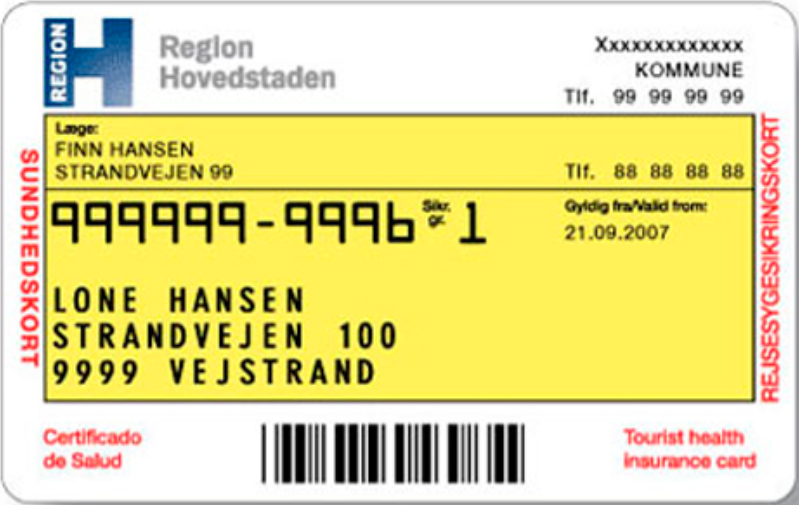 REGION
Region
Hovedstaden
Xxxxxxxxxxxxx
KOMMUNE
Tlf. 99 99 99 99
Læge:
FINN HANSEN
STRANDVEJEN 99
Tlf. 88 88 88 88
999999-9996 Sikr. gr. 1
Gyldig fra/Valid from:
21.09.2007
LONE HANSEN
STRANDVEJEN 100
9999 VEJSTRAND
SUNDHEDSKORT
REJSESYGESIKRINGSKORT
Certificado
de Salud
Tourist health
insurance card